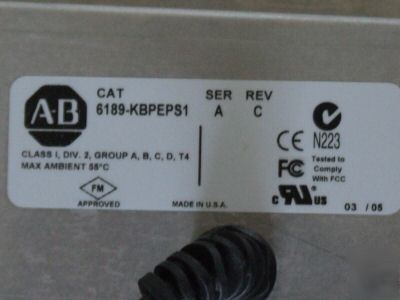 CAT SER REV
A-B 6189-KBPEPS1 A C
CE N223
CLASS I, DIV. 2, GROUP A, B, C, D, T4
MAX AMBIENT 55°C
FC Tested to
Comply
With FCC
FM
APPROVED
MADE IN U.S.A.
c UL US
03 / 05